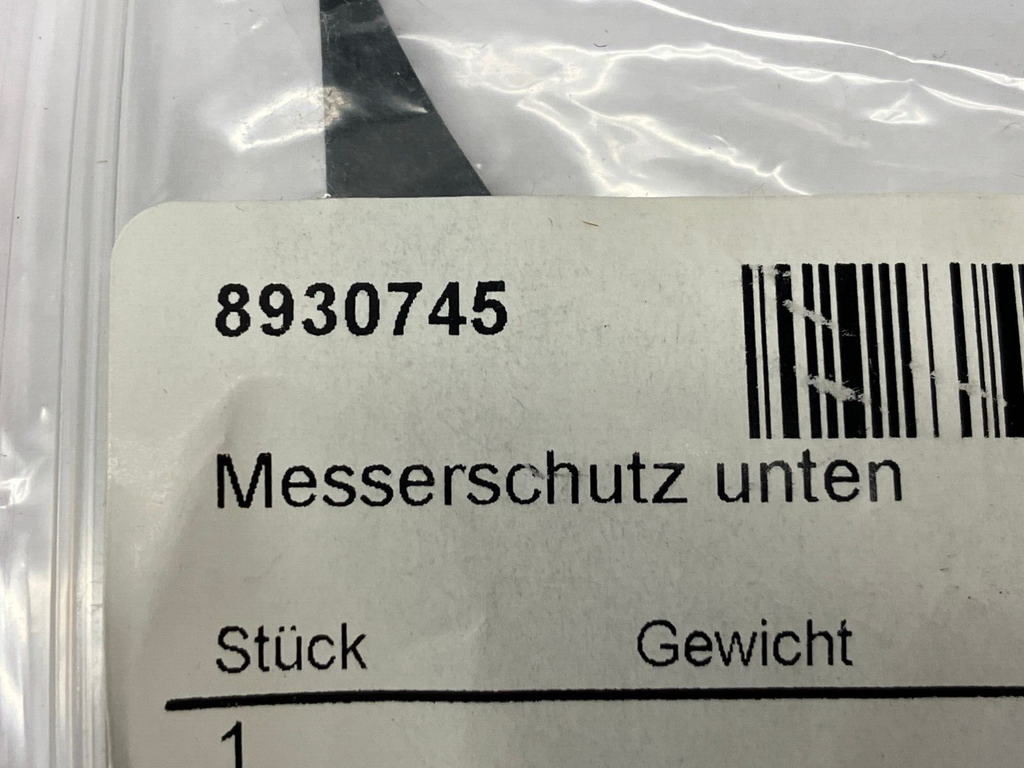 8930745
Messerschutz unten
Stück Gewicht
1